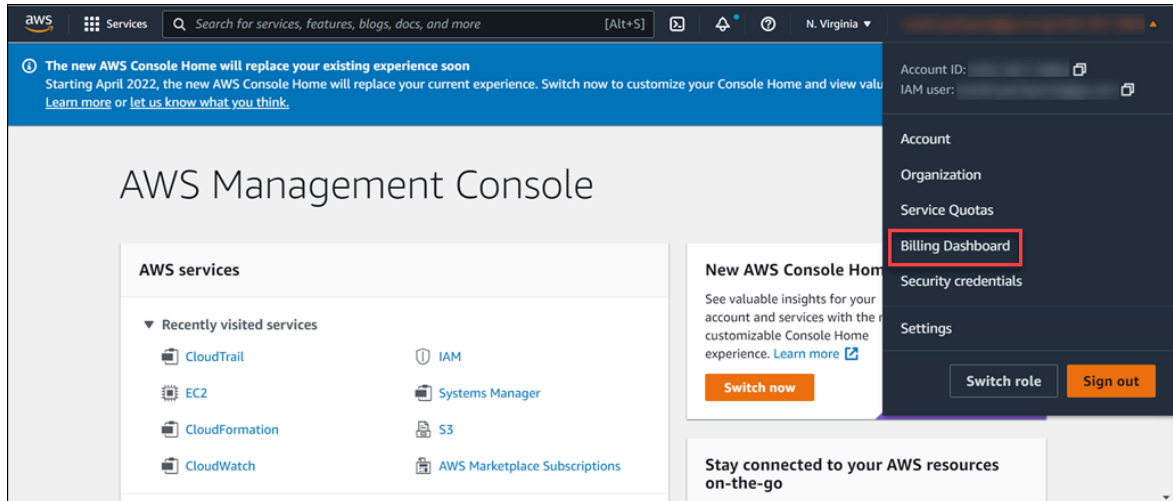 aws
Services
Search for services, features, blogs, docs, and more
[Alt+S]
N. Virginia
The new AWS Console Home will replace your existing experience soon
Starting April 2022, the new AWS Console Home will replace your current experience. Switch now to customize your Console Home and view valu
Learn more or let us know what you think.
Account ID:
IAM user:
Account
Organization
Service Quotas
Billing Dashboard
Security credentials
Settings
Switch role
Sign out
AWS Management Console
AWS services
Recently visited services
CloudTrail
IAM
EC2
Systems Manager
CloudFormation
S3
CloudWatch
AWS Marketplace Subscriptions
New AWS Console Hom
See valuable insights for your
account and services with the
customizable Console Home
experience. Learn more
Switch now
Stay connected to your AWS resources
on-the-go